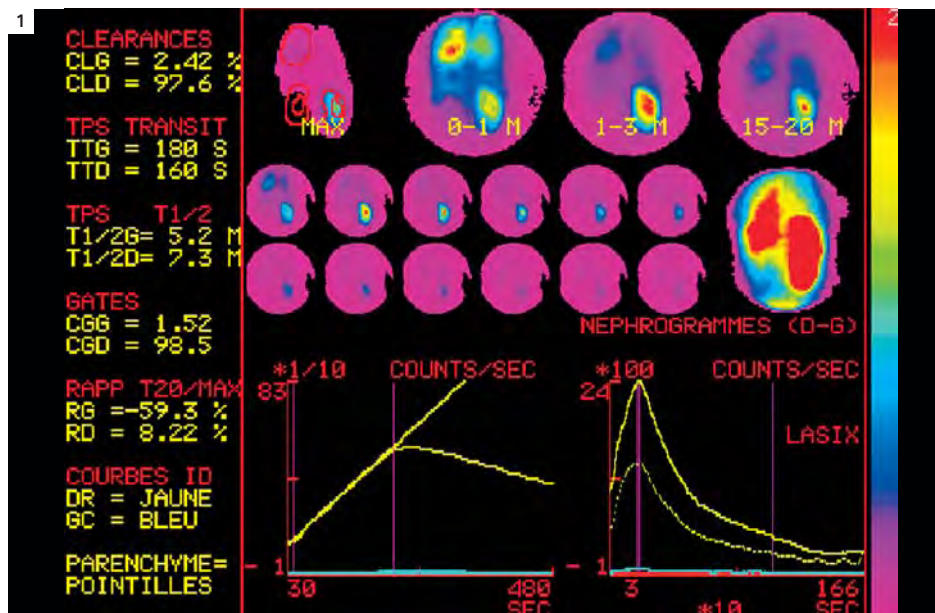 1
CLEARANCES
CLG = 2.42 %
CLD = 97.6 %
TPS TRANSIT
TTG = 180 S
TTD = 160 S
TPS T1/2
T1/2G= 5.2 M
T1/2D= 7.3 M
GATES
CGG = 1.52
CGD = 98.5
RAPP T20/MAX
RG =-59.3 %
RD = 8.22 %
COURBES ID
DR = JAUNE
GC = BLEU
PARENCHYME=
POINTILLES
MAX 0-1 M 1-3 M 15-20 M
2
NEPHROGRAMMES (D-G)
*1/10 COUNTS/SEC
83
- 1
30 480
SEC
*100 COUNTS/SEC
24
LASIX
- 1
3 166
*10 SEC